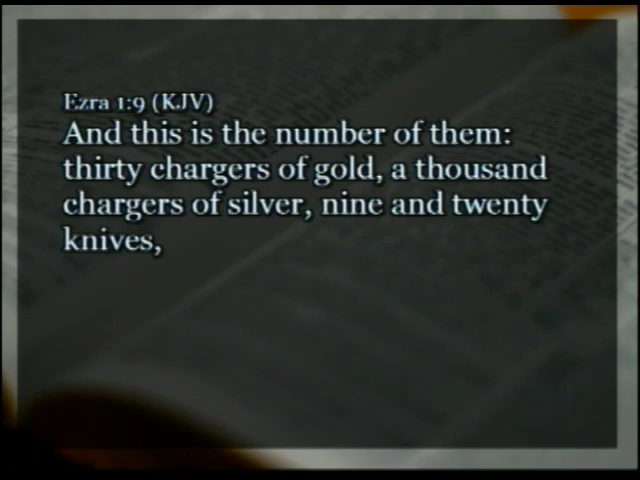 Ezra 1:9 (KJV)
And this is the number of them:
thirty chargers of gold, a thousand
chargers of silver, nine and twenty
knives,